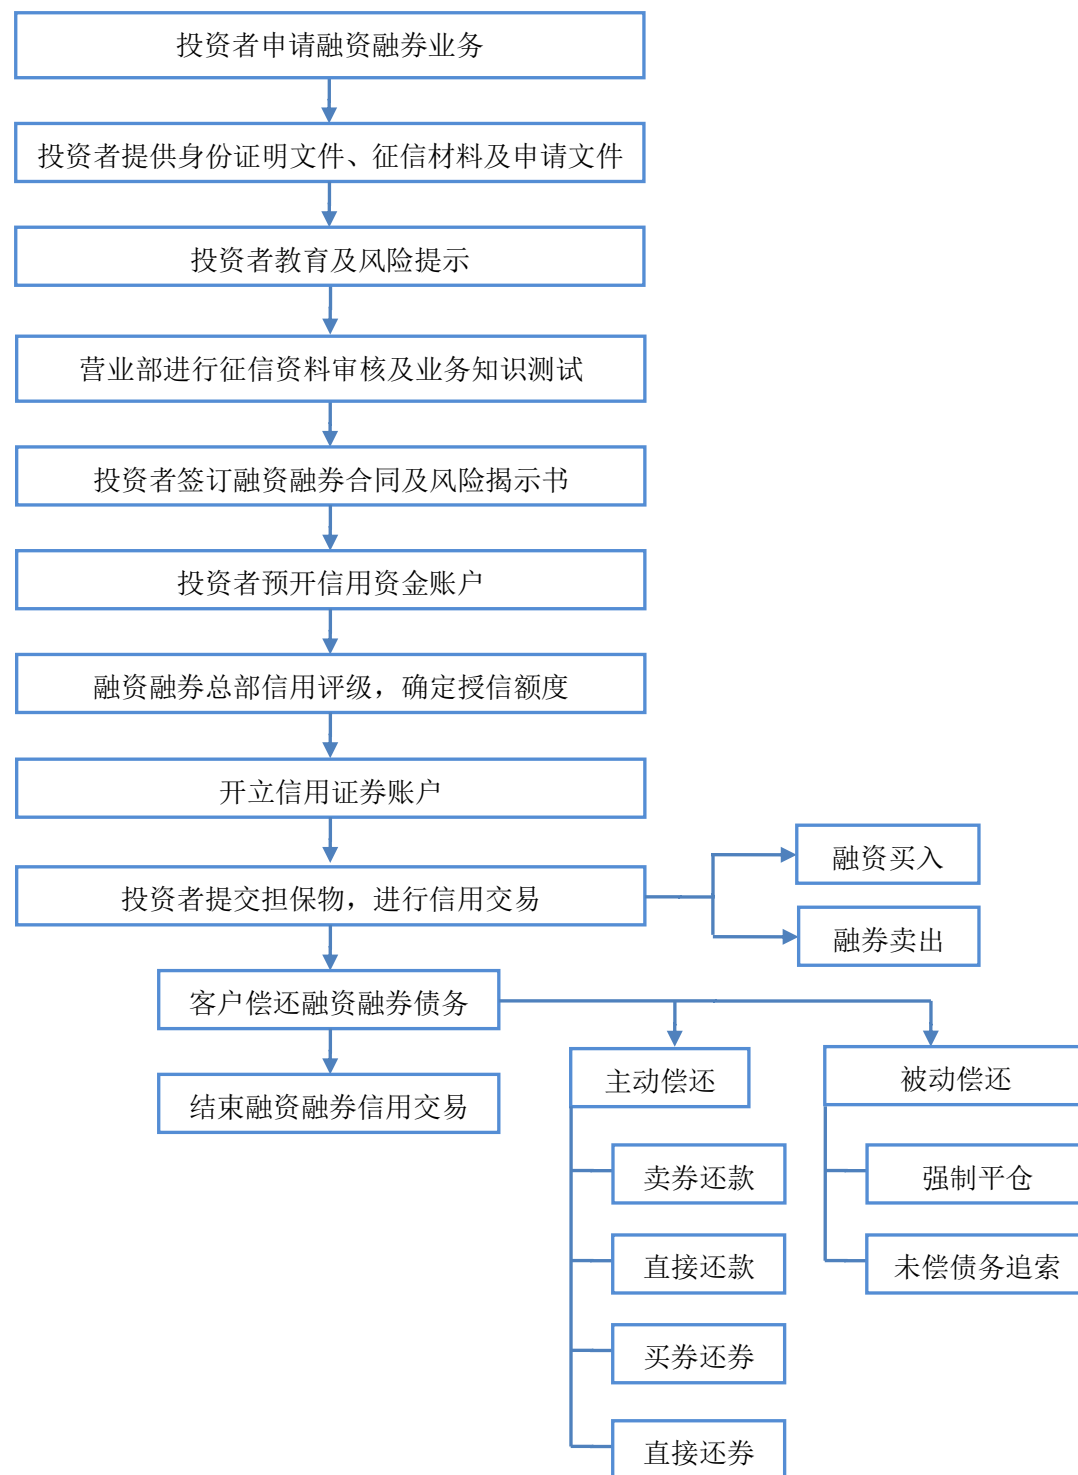 投资者申请融资融券业务
投资者提供身份证明文件、征信材料及申请文件
投资者教育及风险提示
营业部进行征信资料审核及业务知识测试
投资者签订融资融券合同及风险揭示书
投资者预开信用资金账户
融资融券总部信用评级，确定授信额度
开立信用证券账户
投资者提交担保物，进行信用交易
融资买入
融券卖出
客户偿还融资融券债务
结束融资融券信用交易
主动偿还
卖券还款
直接还款
买券还券
直接还券
被动偿还
强制平仓
未偿债务追索